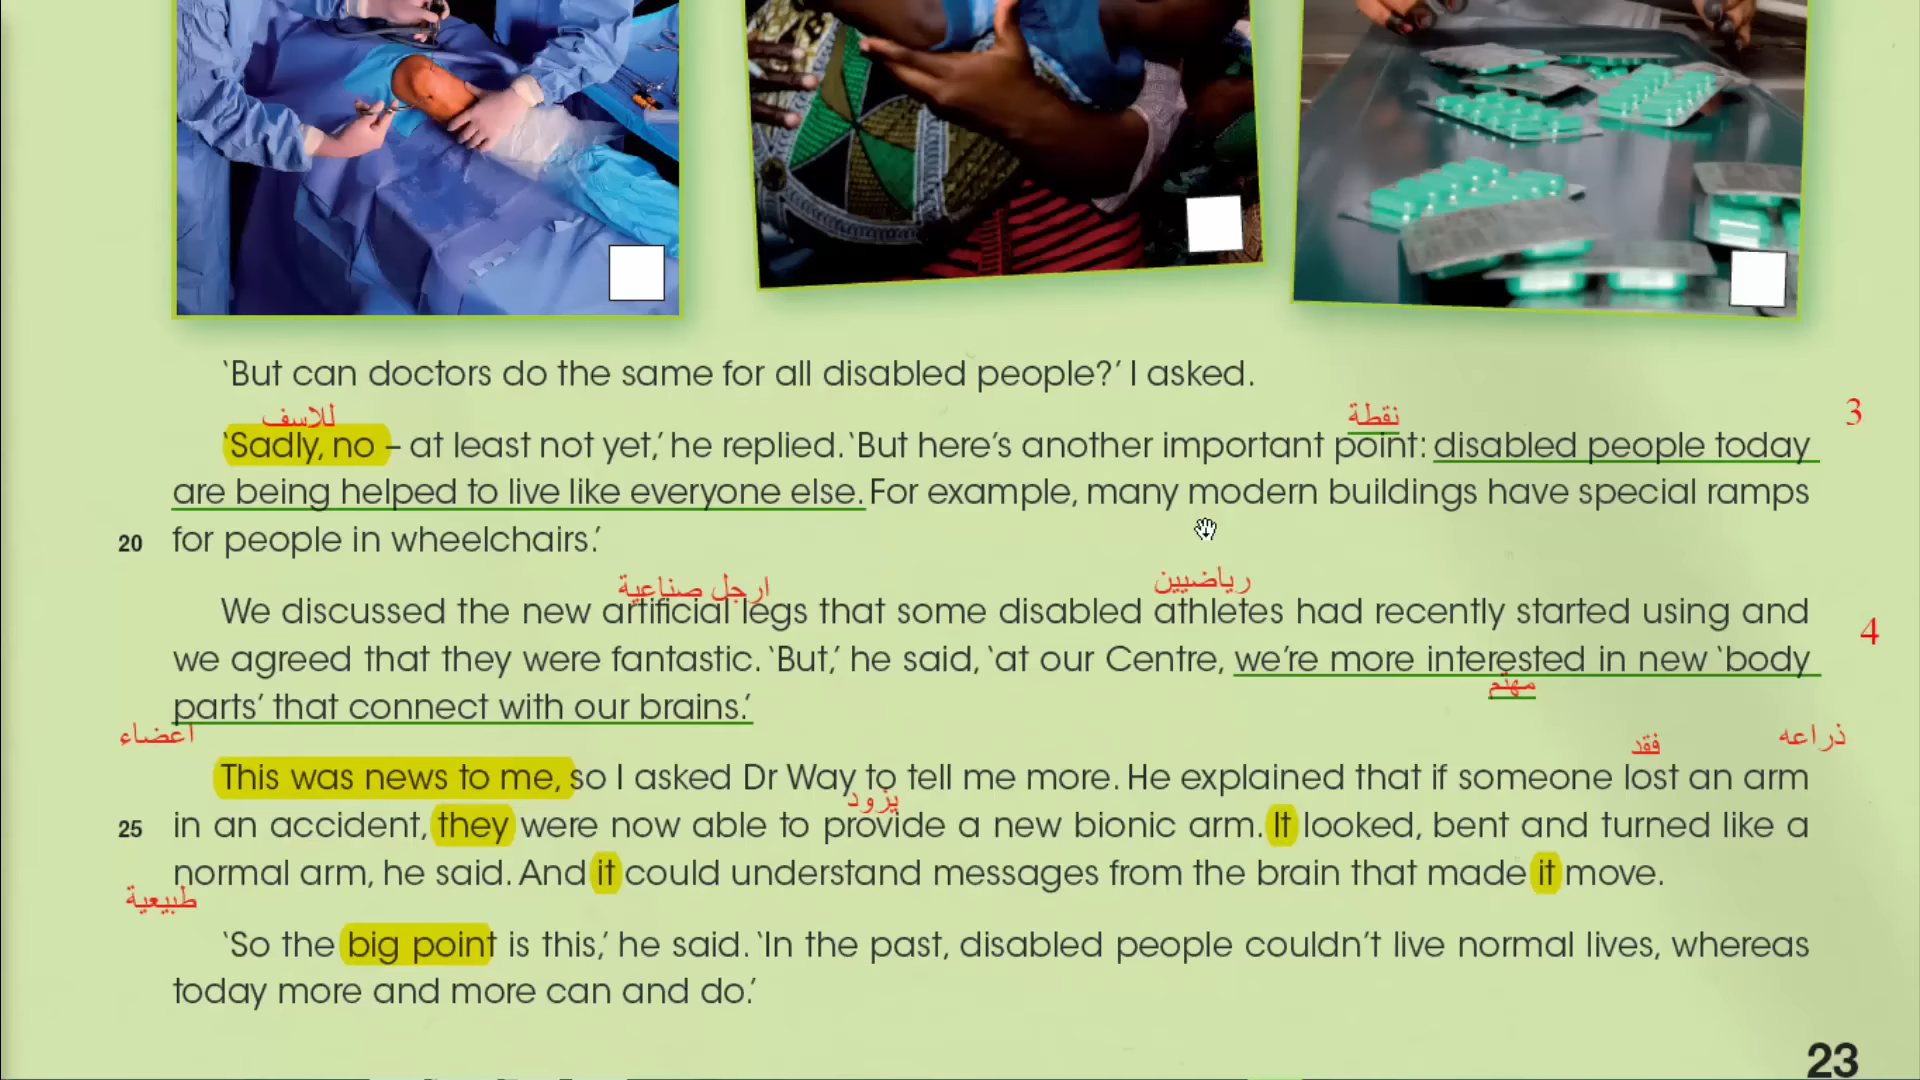 ‘But can doctors do the same for all disabled people?’ I asked.
للاسف
نقطة
3
‘Sadly, no – at least not yet,’ he replied. ‘But here’s another important point: disabled people today
are being helped to live like everyone else. For example, many modern buildings have special ramps
20 for people in wheelchairs.’
ارجل صناعية
رياضيين
We discussed the new artificial legs that some disabled athletes had recently started using and
4
we agreed that they were fantastic. ‘But,’ he said, ‘at our Centre, we’re more interested in new ‘body
مهتم
parts’ that connect with our brains.’
اعضاء
فقد
ذراعه
This was news to me, so I asked Dr Way to tell me more. He explained that if someone lost an arm
يزود
25 in an accident, they were now able to provide a new bionic arm. It looked, bent and turned like a
normal arm, he said. And it could understand messages from the brain that made it move.
طبيعية
‘So the big point is this,’ he said. ‘In the past, disabled people couldn’t live normal lives, whereas
today more and more can and do.’
23